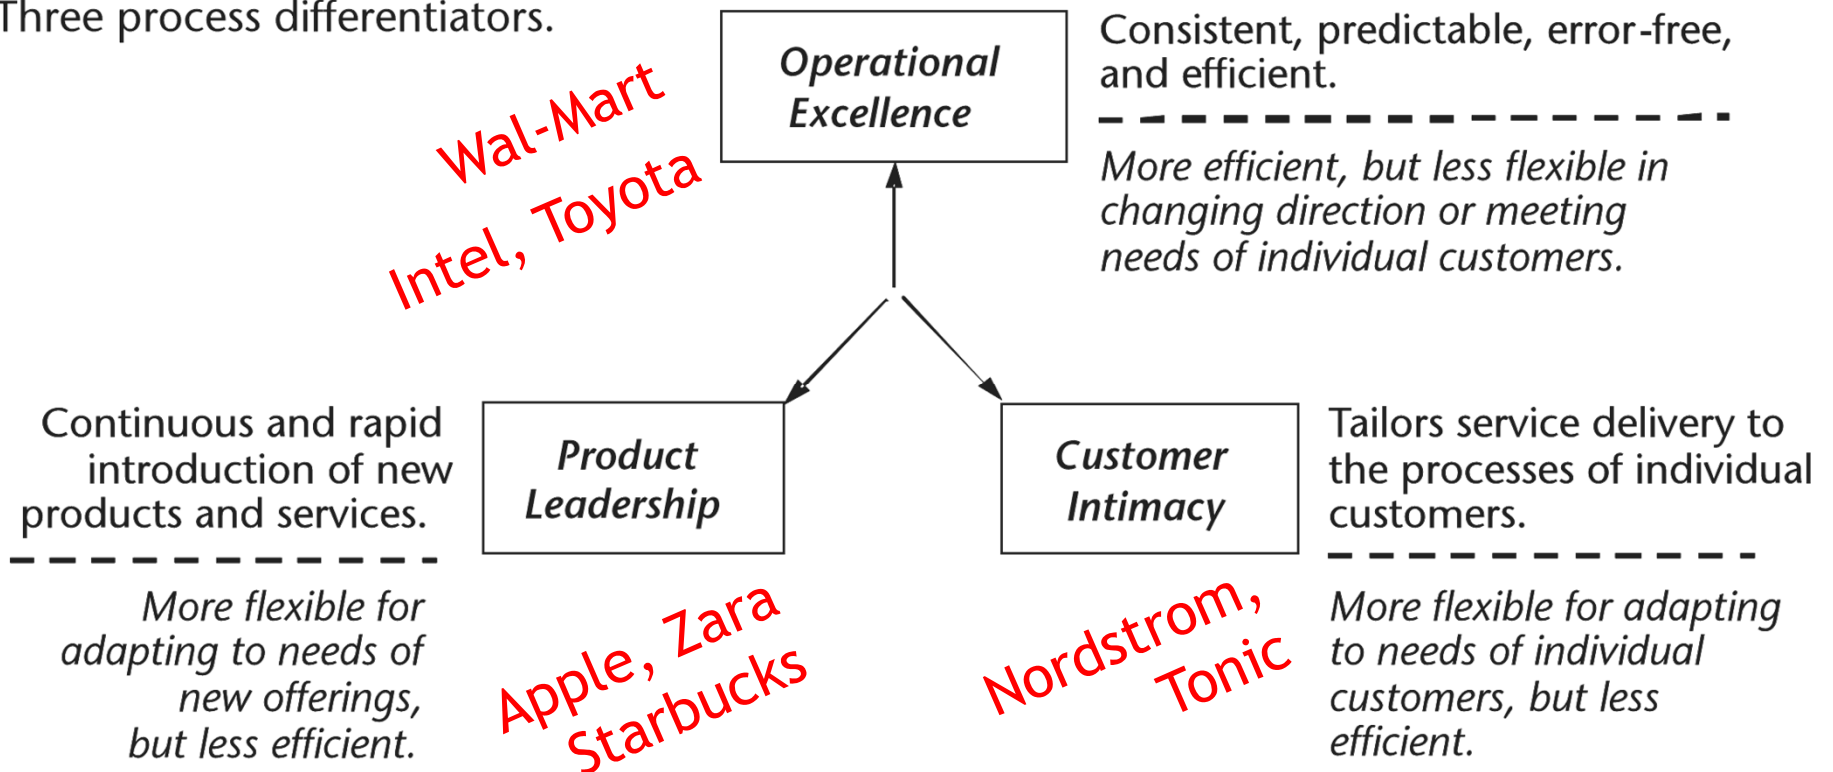 Three process differentiators.
Operational
Excellence
Consistent, predictable, error-free,
and efficient.
More efficient, but less flexible in
changing direction or meeting
needs of individual customers.
Wal-Mart
Intel, Toyota
Continuous and rapid
introduction of new
products and services.
More flexible for
adapting to needs of
new offerings,
but less efficient.
Product
Leadership
Apple, Zara
Starbucks
Customer
Intimacy
Nordstrom,
Tonic
Tailors service delivery to
the processes of individual
customers.
More flexible for adapting
to needs of individual
customers, but less
efficient.